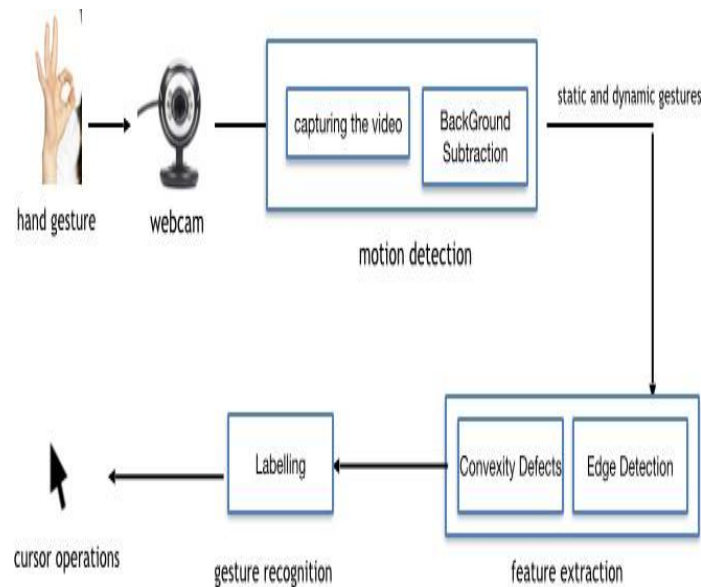 static and dynamic gestures
capturing the video
BackGround
Subtraction
hand gesture
webcam
motion detection
Labelling
Convexity Defects
Edge Detection
cursor operations
gesture recognition
feature extraction